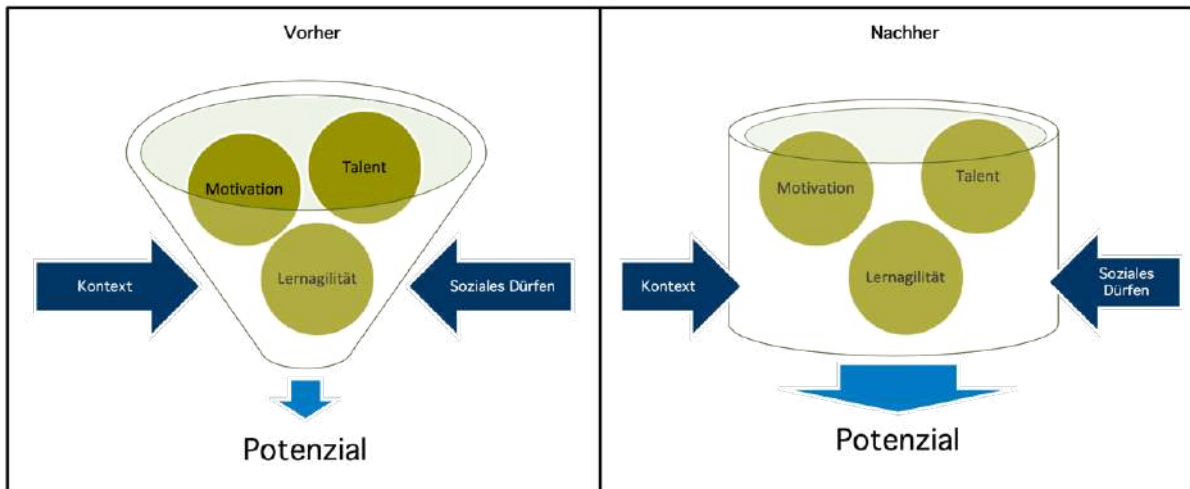 Vorher
Talent
Motivation
Lernagilität
Kontext
Soziales Dürfen
Potenzial
Nachher
Talent
Motivation
Lernagilität
Kontext
Soziales
Dürfen
Potenzial